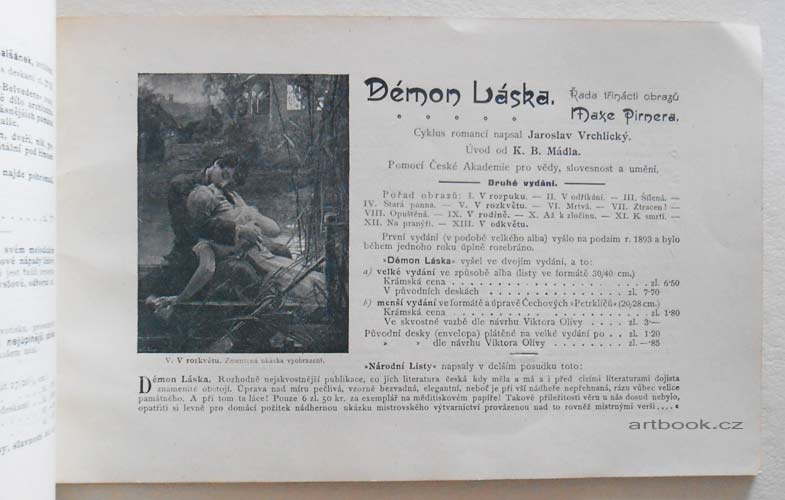 alšánek,
deskami
Belvederu
najde pohromad
svém
nejúplnější
Démon Láska.
Řada třinácti obrazů
Maxe Pirnera.
Cyklus romancí napsal Jaroslav Vrchlický.
Úvod od K. B. Mádla.
Pomocí České Akademie pro vědy, slovesnost a umění.
Druhé vydání.
Pořad obrazů: I. V rozpuku. — II. V odříkání. — III. Šílená. —
IV. Stará panna. — V. V rozkvětu. — VI. Mrtvá. — VII. Ztracen! —
VIII. Opuštěná. — IX. V rodině. — X. Až k zločinu. — XI. K smrti. —
XII. Na pranýři. — XIII. V odkvětu.
První vydání (v podobě velkého alba) vyšlo na podzim r. 1893 a bylo
během jednoho roku úplně rozebráno.
»Démon Láska« vyšel ve dvojím vydání, a to:
a) velké vydání ve způsobě alba (listy ve formátě 30/40 cm.)
Krámská cena . . . . . . . . . . . . . . . zl. 6·50
V původních deskách . . . . . . . . . . . . zl. 7·70
b) menší vydání ve formátě a úpravě Čechových »Petrklíčů« (20/28 cm.)
Krámská cena . . . . . . . . . . . . . . . zl. 1·80
Ve skvostné vazbě dle návrhu Viktora Olivy . . . zl. 3·—
Původní desky (envelopa) plátěné na velké vydání po . . zl. 1·20
» » dle návrhu Viktora Olivy . . . . . zl. —·85
V. V rozkvětu. Zmenšená ukázka vyobrazení.
»Národní Listy« napsaly v delším posudku toto:
Démon Láska. Rozhodně nejskvostnější publikace, co jich literatura česká kdy měla a má a i před cizími literaturami dojista
znamenitě obstojí. Úprava nad míru pečlivá, vzorně bezvadná, elegantní, neboť je při vší nádheře nepřehnaná, rázu vůbec velice
památného. A při tom ta láce! Pouze 6 zl. 50 kr. za exemplář na měditiskovém papíře! Takové příležitosti věru u nás dosud nebylo,
opatřiti si levně pro domácí požitek nádhernou ukázku mistrovského výtvarnictví provázenou nad to rovněž mistrnými verši . . . .«
artbook.cz